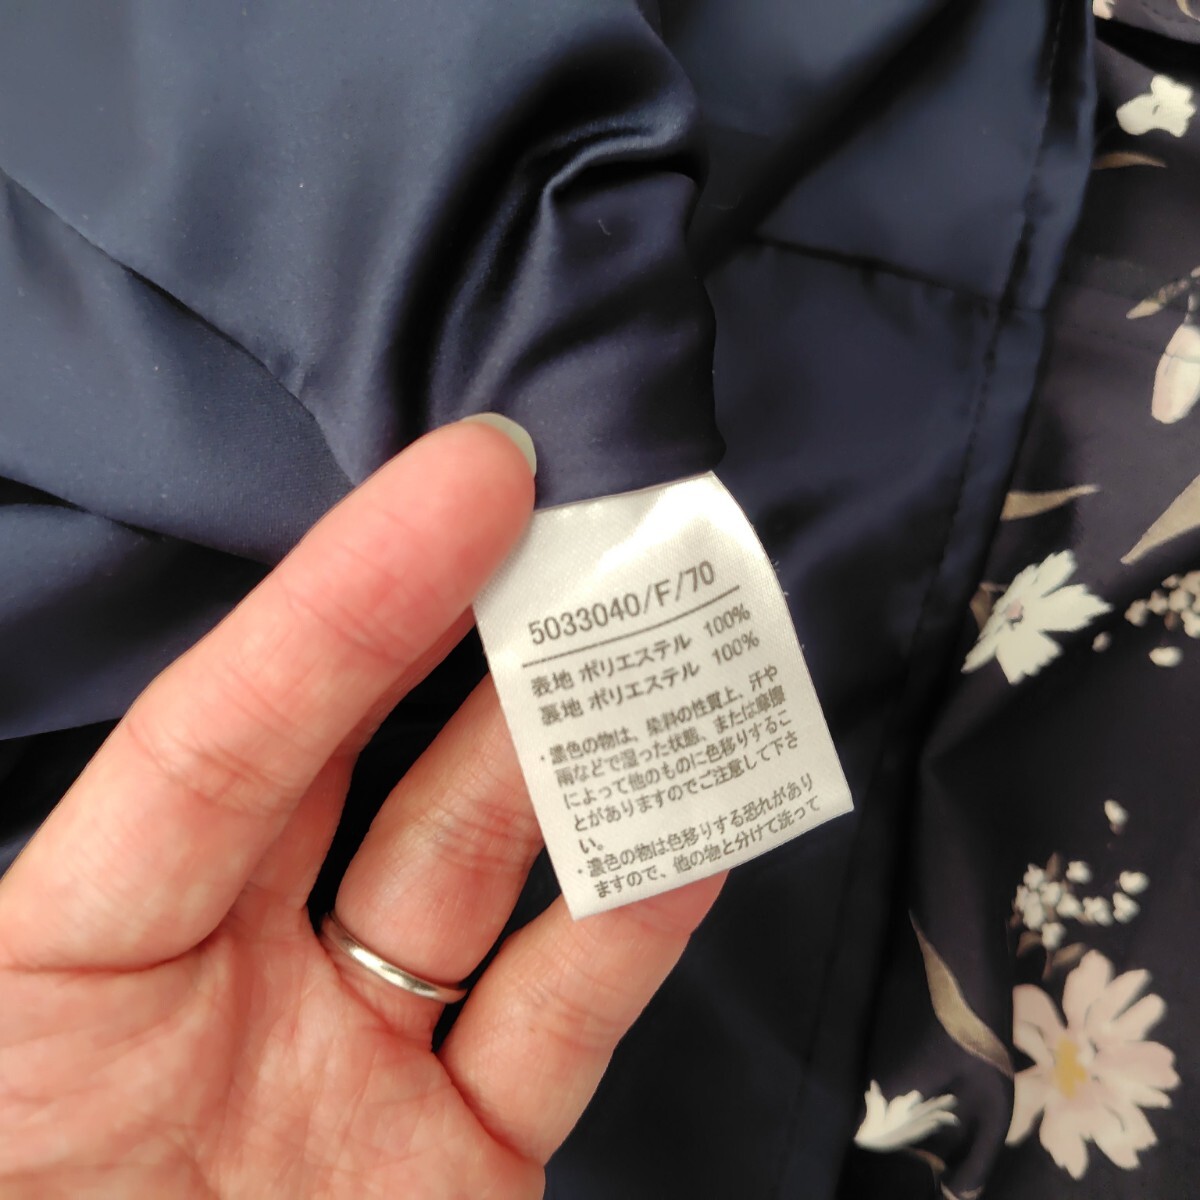 5033040/F/70
表地 ポリエステル 100%
裏地 ポリエステル 100%
・濃色の物は、染料の性質上、汗や
雨などで湿った状態、または摩擦
によって他のものに色移りするこ
とがありますのでご注意して下さ
い。
・濃色の物は色移りする恐れがあり
ますので、他の物と分けて洗って